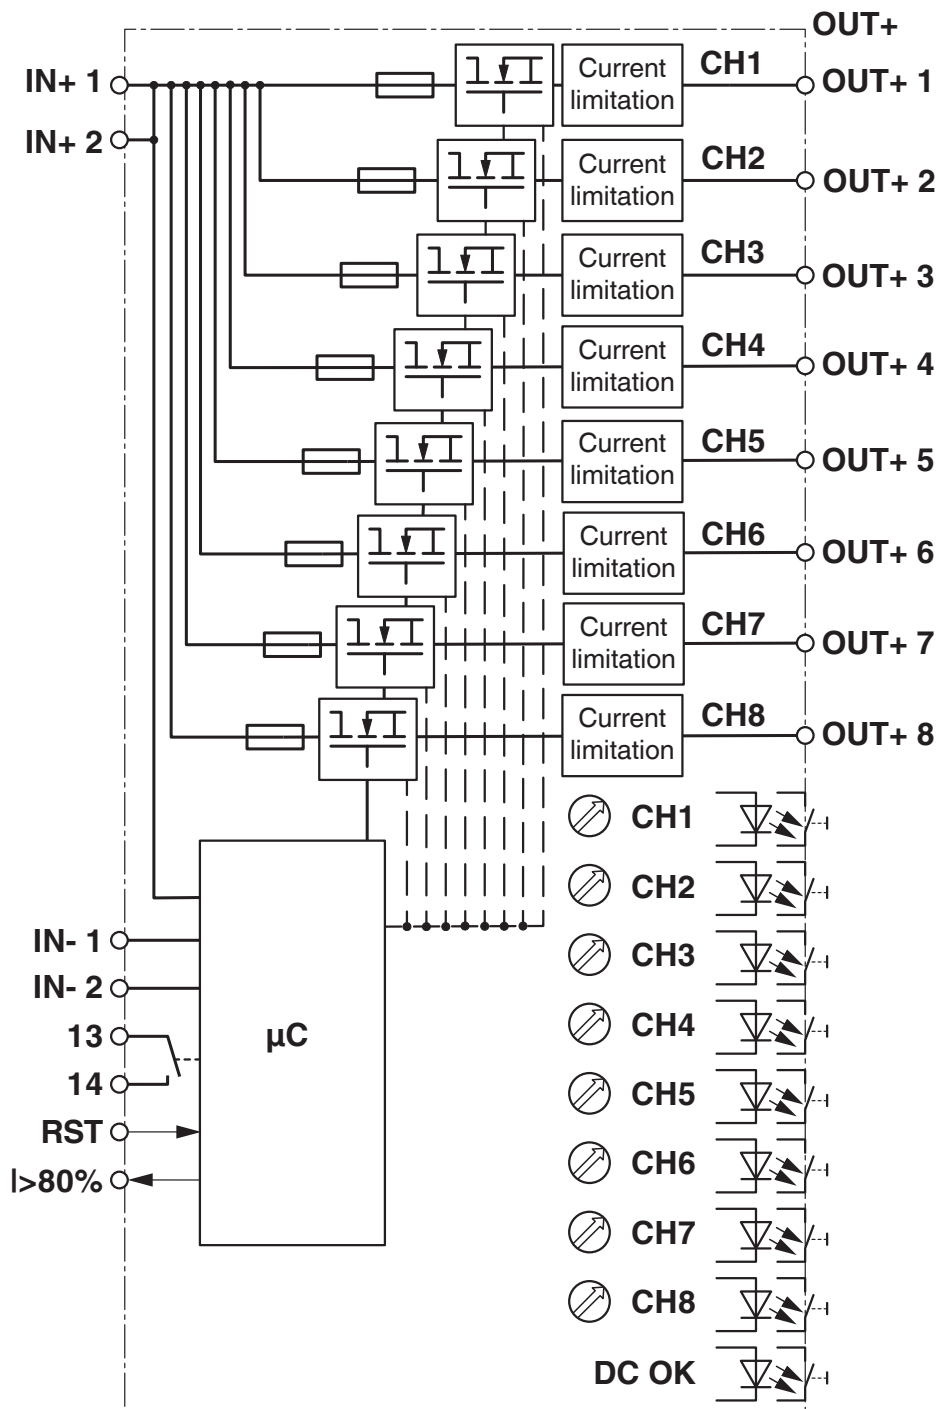 OUT+
IN+ 1
Current
limitation
CH1
OUT+ 1
IN+ 2
Current
limitation
CH2
OUT+ 2
Current
limitation
CH3
OUT+ 3
Current
limitation
CH4
OUT+ 4
Current
limitation
CH5
OUT+ 5
Current
limitation
CH6
OUT+ 6
Current
limitation
CH7
OUT+ 7
Current
limitation
CH8
OUT+ 8
IN- 1
IN- 2
13
14
RST
I>80%
µC
CH1
CH2
CH3
CH4
CH5
CH6
CH7
CH8
DC OK